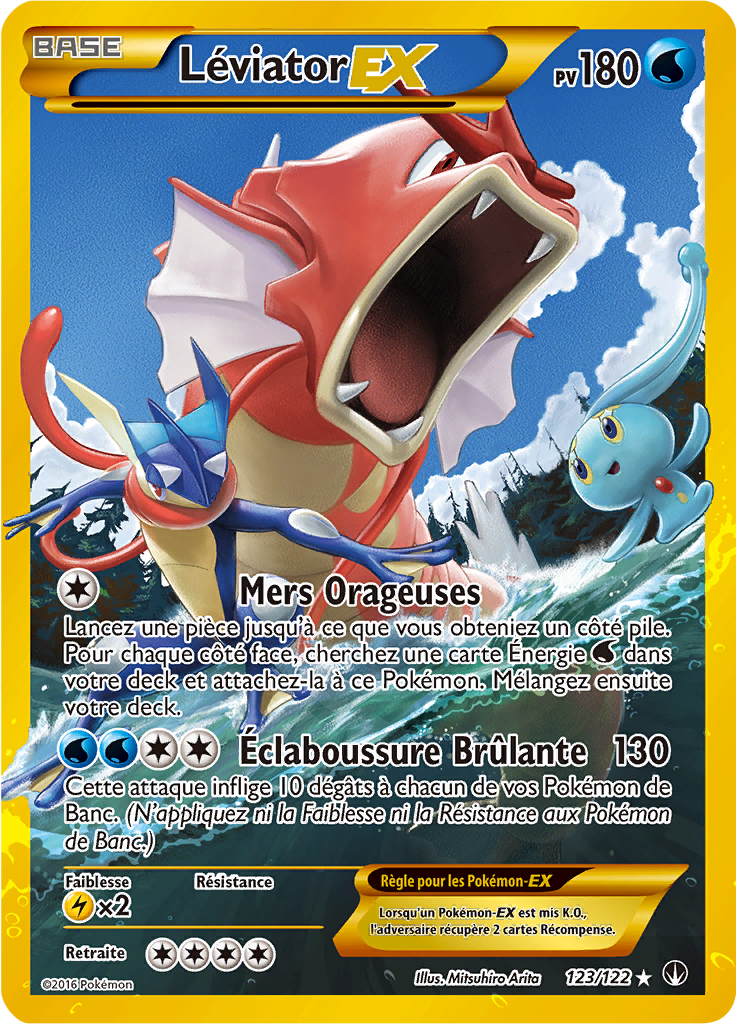 BASE
Léviator EX
PV 180
Mers Orageuses
Lancez une pièce jusqu'à ce que vous obteniez un côté pile.
Pour chaque côté face, cherchez une carte Énergie dans
votre deck et attachez-la à ce Pokémon. Mélangez ensuite
votre deck.
Éclaboussure Brûlante 130
Cette attaque inflige 10 dégâts à chacun de vos Pokémon de
Banc. (N'appliquez ni la Faiblesse ni la Résistance aux Pokémon
de Banc.)
Faiblesse Résistance
×2
Règle pour les Pokémon-EX
Lorsqu'un Pokémon-EX est mis K.O.,
l'adversaire récupère 2 cartes Récompense.
Retraite
©2016 Pokémon
Illus. Mitsuhiro Arita
123/122 ★